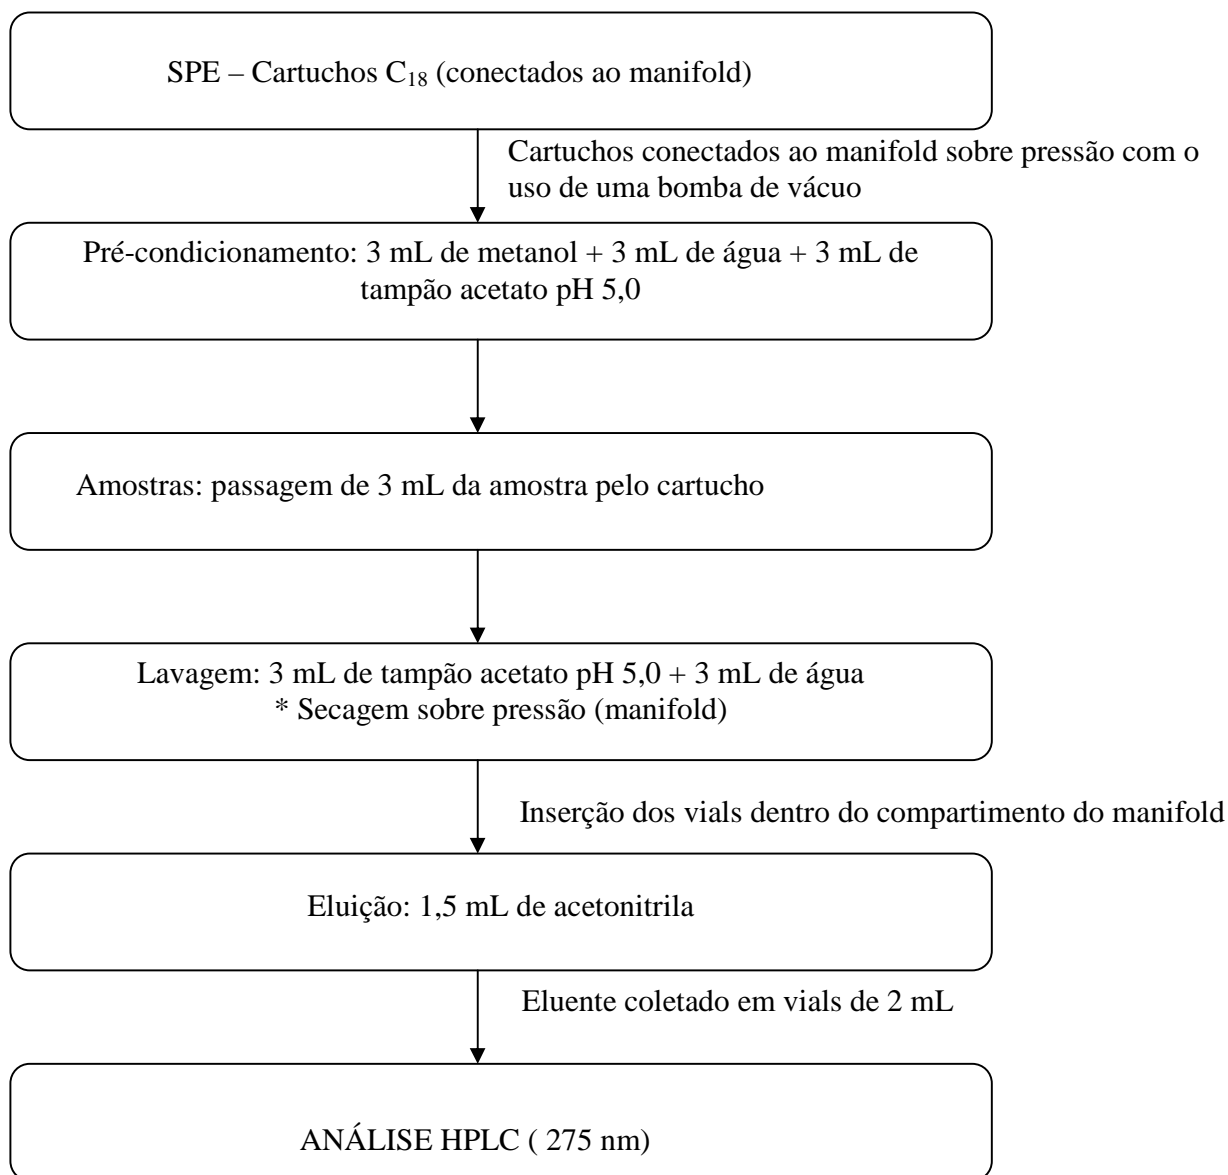 SPE – Cartuchos C₁₈ (conectados ao manifold)
Cartuchos conectados ao manifold sobre pressão com o
uso de uma bomba de vácuo
Pré-condicionamento: 3 mL de metanol + 3 mL de água + 3 mL de
tampão acetato pH 5,0
Amostras: passagem de 3 mL da amostra pelo cartucho
Lavagem: 3 mL de tampão acetato pH 5,0 + 3 mL de água
* Secagem sobre pressão (manifold)
Inserção dos vials dentro do compartimento do manifold
Eluição: 1,5 mL de acetonitrila
Eluente coletado em vials de 2 mL
ANÁLISE HPLC ( 275 nm)